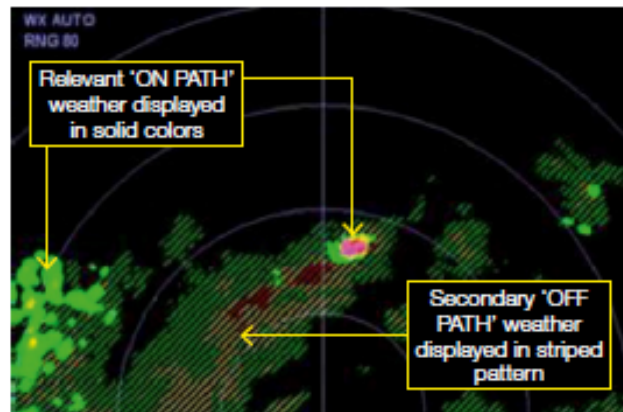 WX AUTO
RNG 80
Relevant 'ON PATH'
weather displayed
in solid colors
Secondary 'OFF
PATH' weather
displayed in striped
pattern